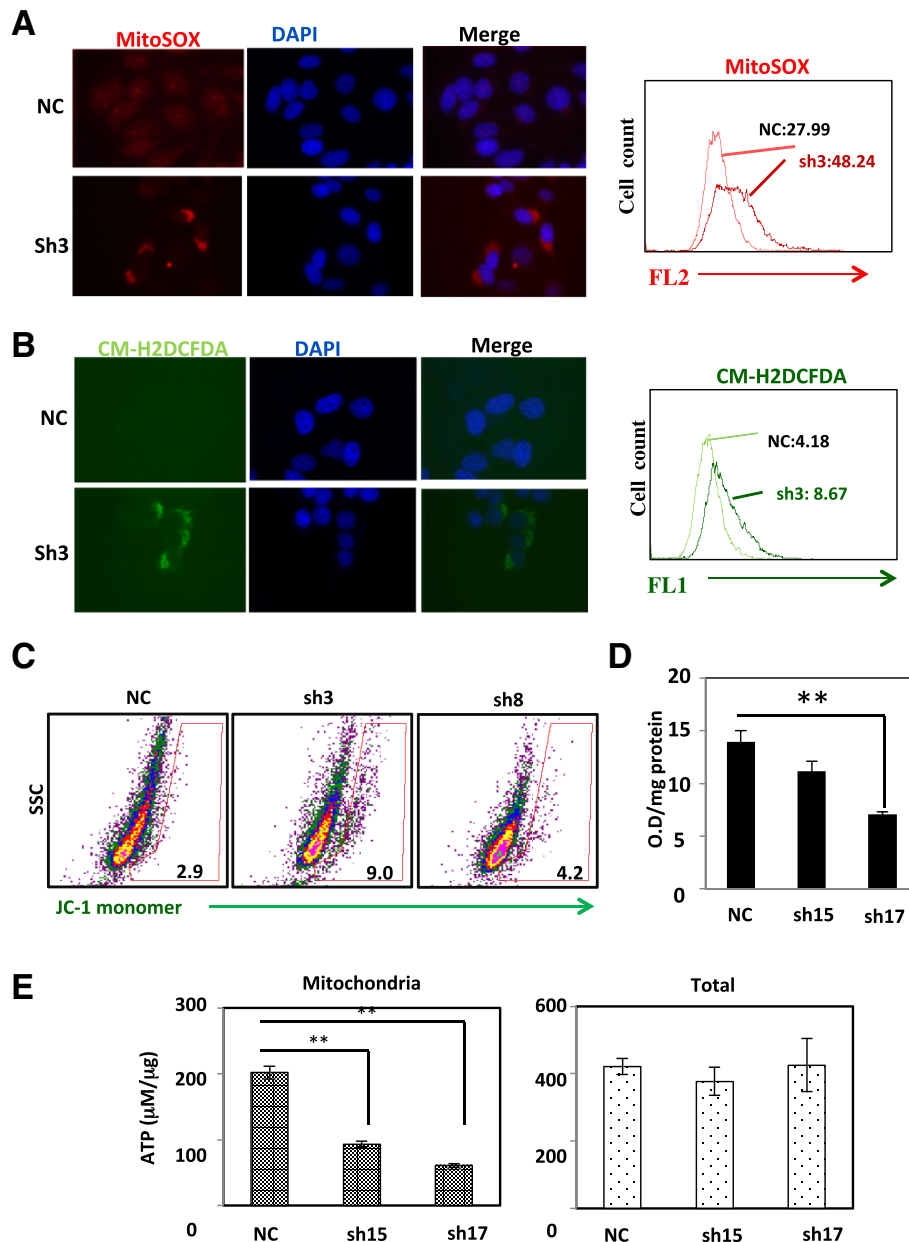 A
MitoSOX DAPI Merge
NC
Sh3
MitoSOX
Cell count
NC:27.99
sh3:48.24
FL2
B
CM-H2DCFDA DAPI Merge
NC
Sh3
CM-H2DCFDA
Cell count
NC:4.18
sh3: 8.67
FL1
C
NC sh3 sh8
SSC
2.9 9.0 4.2
JC-1 monomer
D
O.D/mg protein
20
15
10
5
0
**
NC sh15 sh17
E
Mitochondria
ATP (μM/μg)
300
200
100
0
**
**
NC sh15 sh17
Total
600
400
200
0
NC sh15 sh17